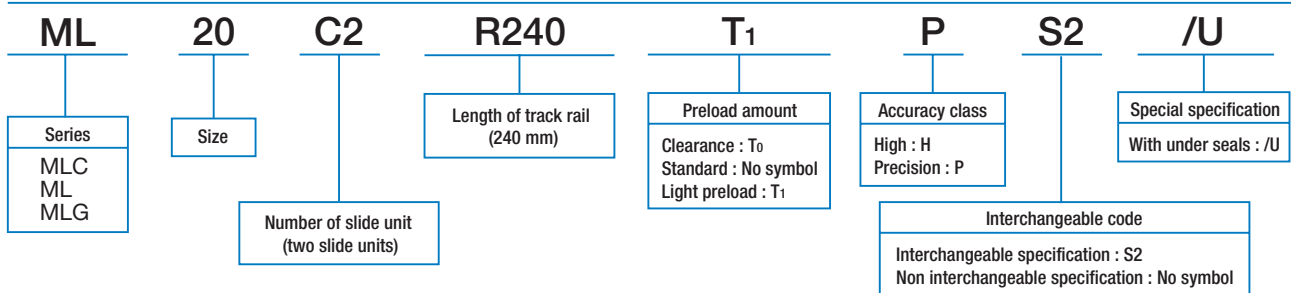 ML 20 C2 R240 T1 P S2 /U
Series
MLC
ML
MLG
Size
Number of slide unit
(two slide units)
Length of track rail
(240 mm)
Preload amount
Clearance : T0
Standard : No symbol
Light preload : T1
Accuracy class
High : H
Precision : P
Interchangeable code
Interchangeable specification : S2
Non interchangeable specification : No symbol
Special specification
With under seals : /U